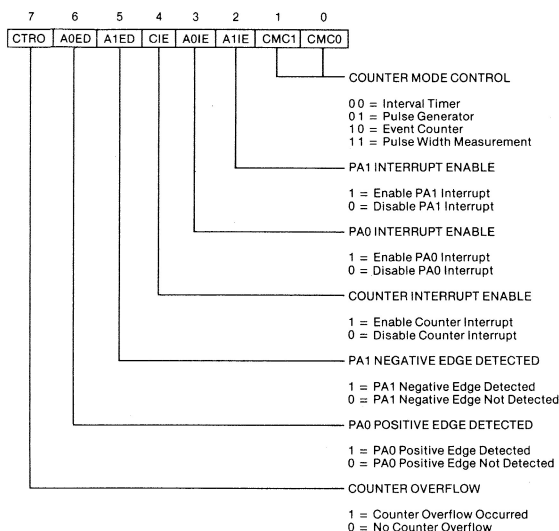 7 6 5 4 3 2 1 0
CTRO A0ED A1ED CIE A0IE A1IE CMC1 CMC0
COUNTER MODE CONTROL
0 0 = Interval Timer
0 1 = Pulse Generator
1 0 = Event Counter
1 1 = Pulse Width Measurement
PA1 INTERRUPT ENABLE
1 = Enable PA1 Interrupt
0 = Disable PA1 Interrupt
PA0 INTERRUPT ENABLE
1 = Enable PA0 Interrupt
0 = Disable PA0 Interrupt
COUNTER INTERRUPT ENABLE
1 = Enable Counter Interrupt
0 = Disable Counter Interrupt
PA1 NEGATIVE EDGE DETECTED
1 = PA1 Negative Edge Detected
0 = PA1 Negative Edge Not Detected
PA0 POSITIVE EDGE DETECTED
1 = PA0 Positive Edge Detected
0 = PA0 Positive Edge Not Detected
COUNTER OVERFLOW
1 = Counter Overflow Occurred
0 = No Counter Overflow